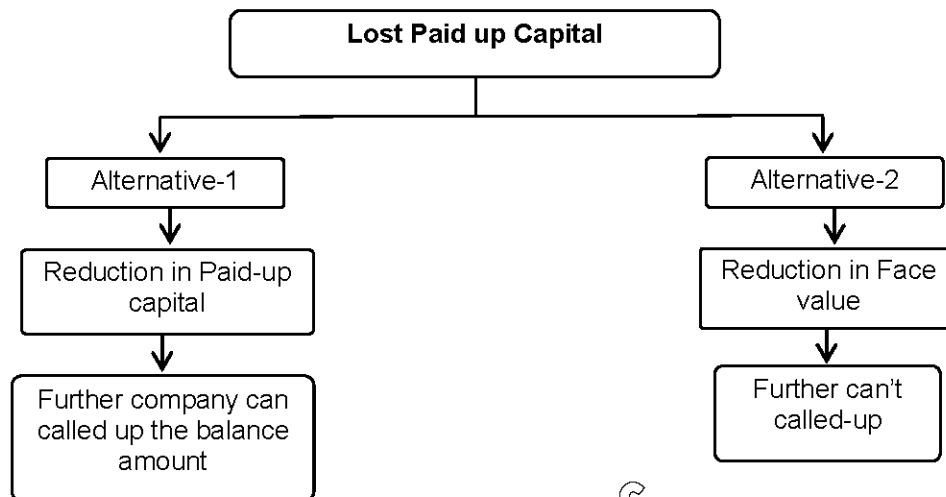 Lost Paid up Capital
Alternative-1
Alternative-2
Reduction in Paid-up
capital
Reduction in Face
value
Further company can
called up the balance
amount
Further can't
called-up